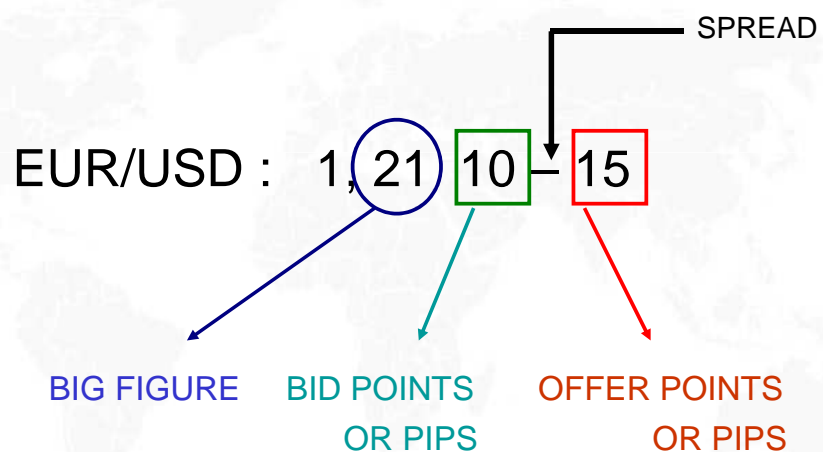 SPREAD
EUR/USD : 1, 21 10 – 15
BIG FIGURE BID POINTS OFFER POINTS
OR PIPS OR PIPS